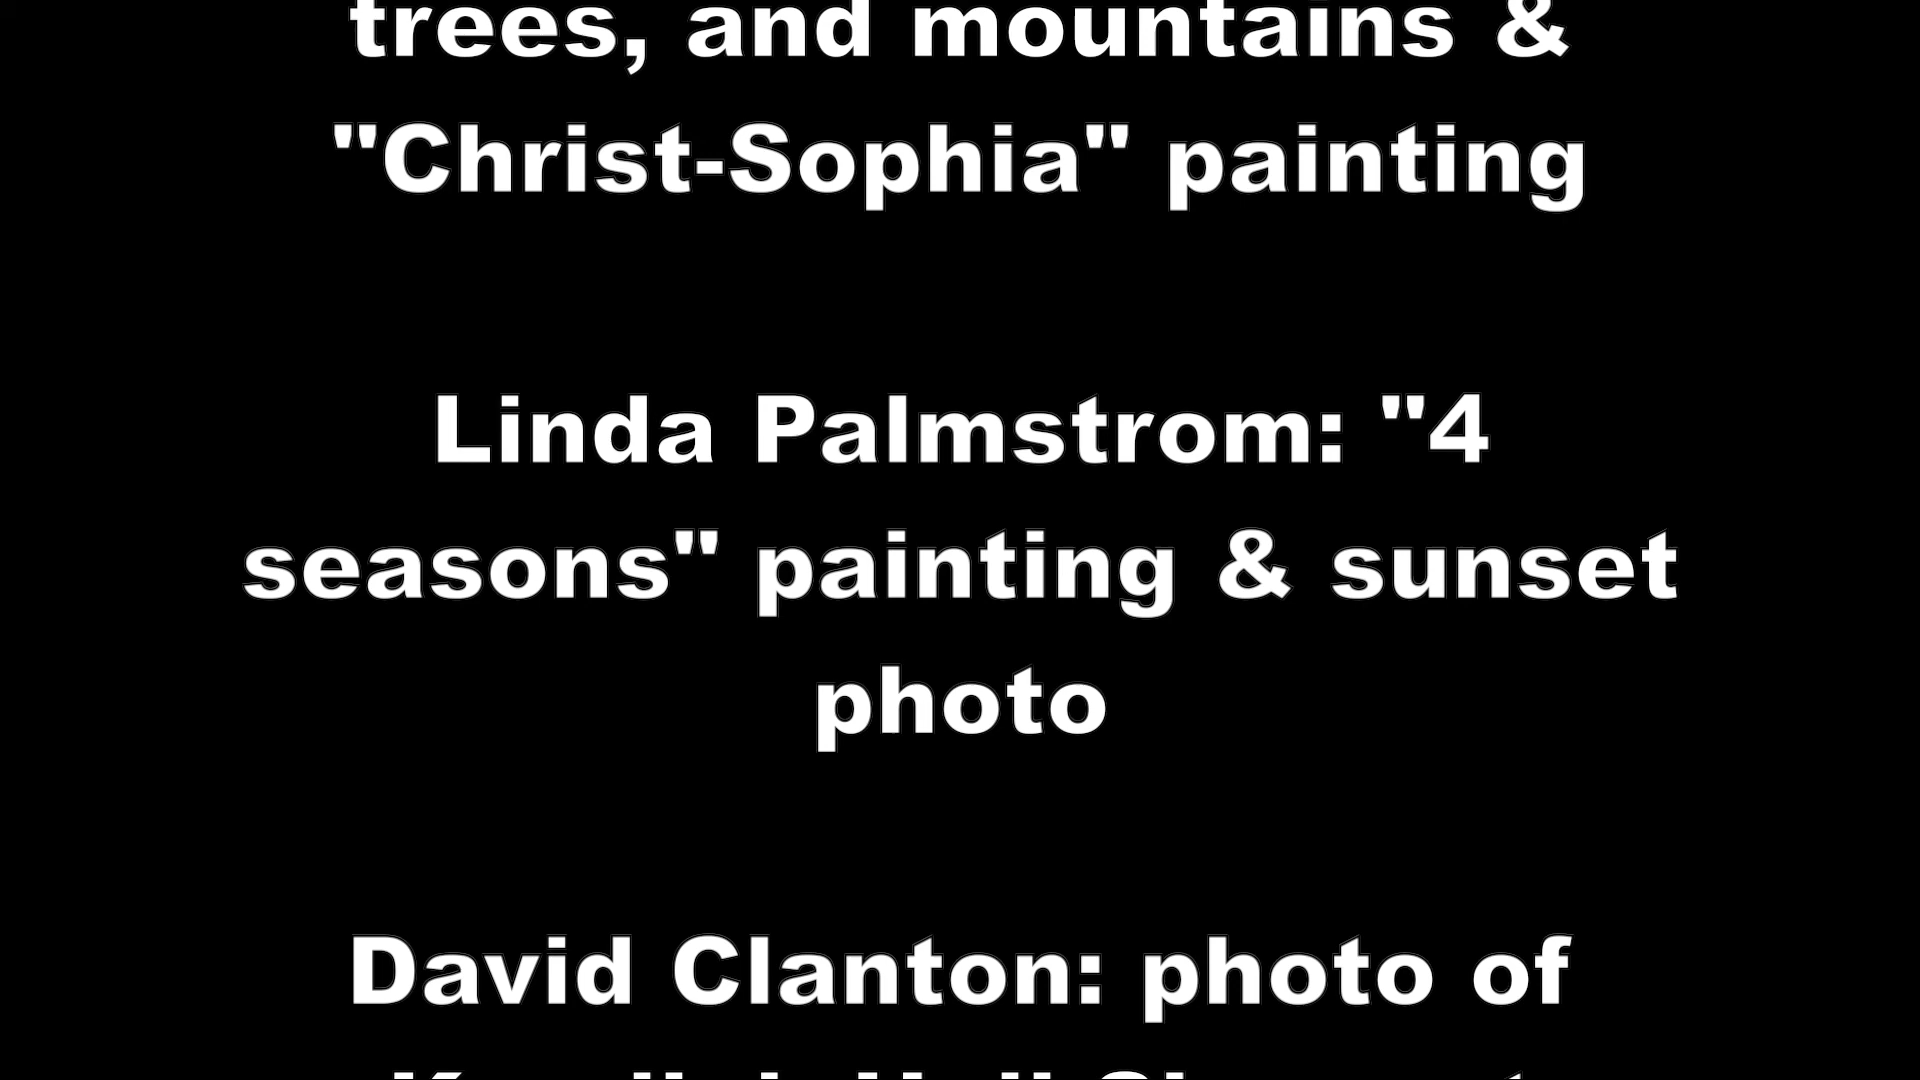 trees, and mountains &
"Christ-Sophia" painting
Linda Palmstrom: "4
seasons" painting & sunset
photo
David Clanton: photo of